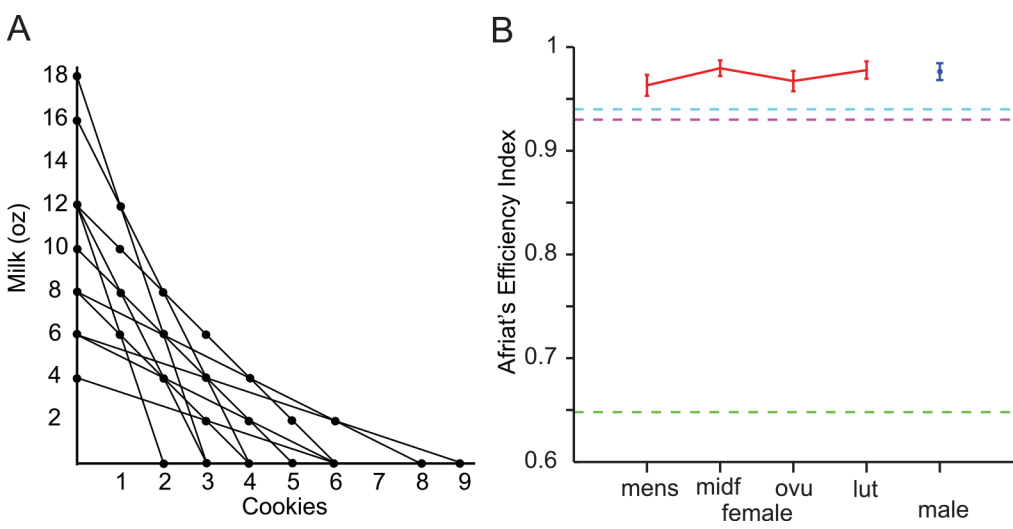 A
18
16
14
12
10
8
6
4
2
Milk (oz)
1 2 3 4 5 6 7 8 9
Cookies
B
1
0.9
0.8
0.7
0.6
Afriat's Efficiency Index
mens midf ovu lut
female male